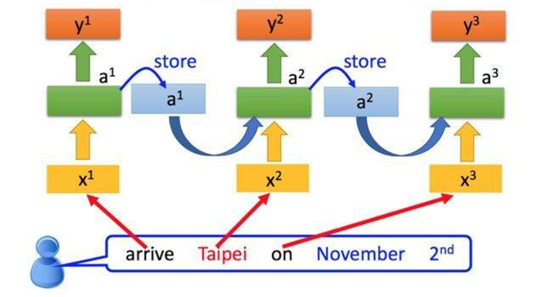 y¹ y² y³
a¹ store a² store a³
a¹ a²
x¹ x² x³
arrive Taipei on November 2nd